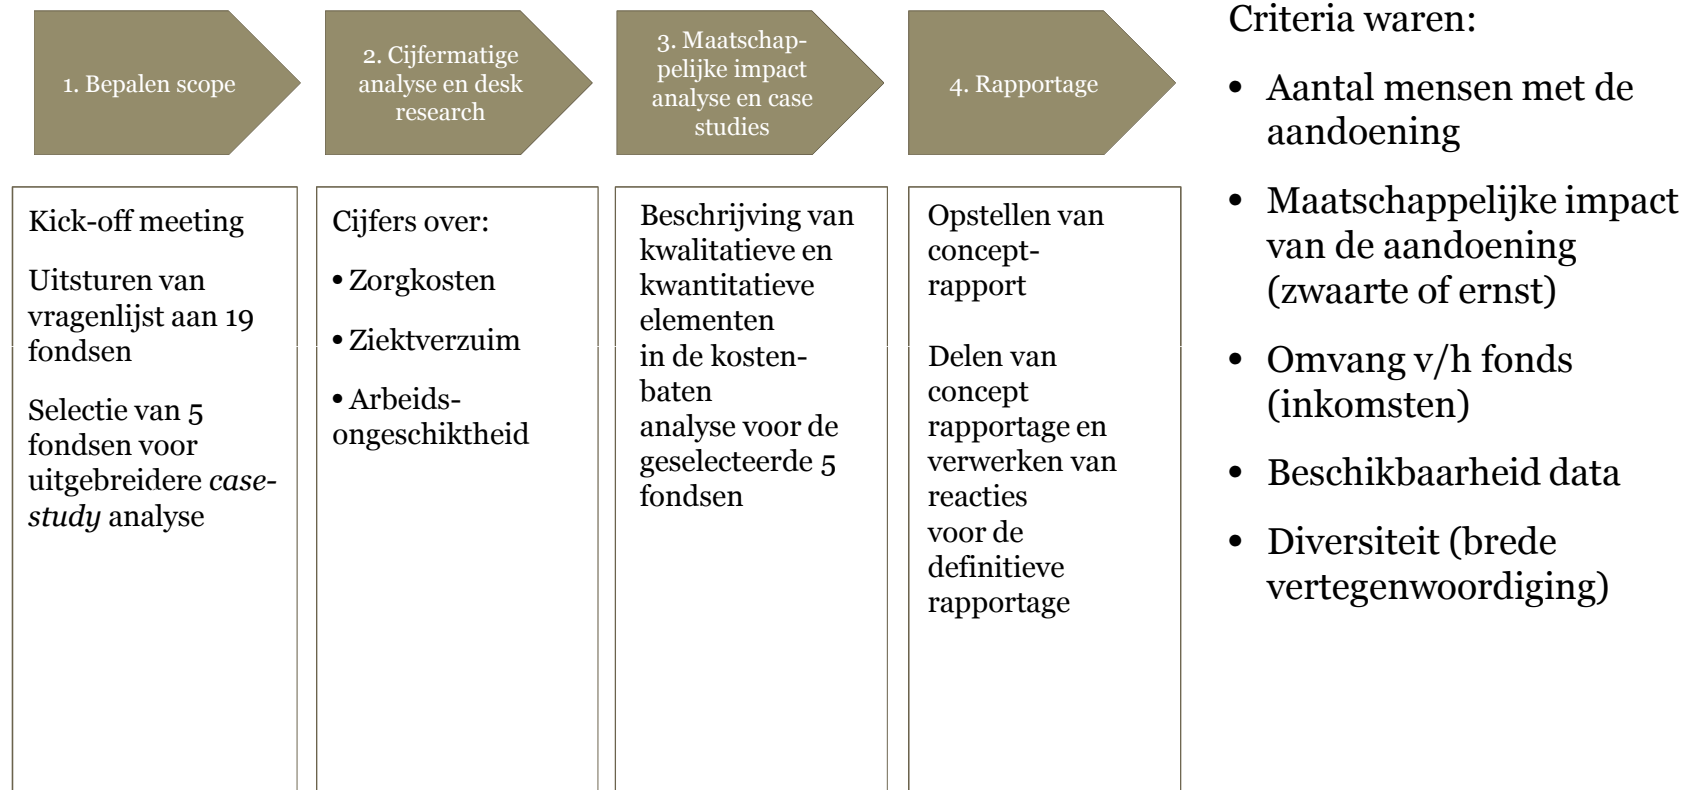 1. Bepalen scope
2. Cijfermatige
analyse en desk
research
3. Maatschap-
pelijke impact
analyse en case
studies
4. Rapportage
Kick-off meeting
Uitsturen van
vragenlijst aan 19
fondsen
Selectie van 5
fondsen voor
uitgebreidere case-
study analyse
Cijfers over:
• Zorgkosten
• Ziektverzuim
• Arbeids-
ongeschiktheid
Beschrijving van
kwalitatieve en
kwantitatieve
elementen
in de kosten-
baten
analyse voor de
geselecteerde 5
fondsen
Opstellen van
concept-
rapport
Delen van
concept
rapportage en
verwerken van
reacties
voor de
definitieve
rapportage
Criteria waren:
• Aantal mensen met de
aandoening
• Maatschappelijke impact
van de aandoening
(zwaarte of ernst)
• Omvang v/h fonds
(inkomsten)
• Beschikbaarheid data
• Diversiteit (brede
vertegenwoordiging)